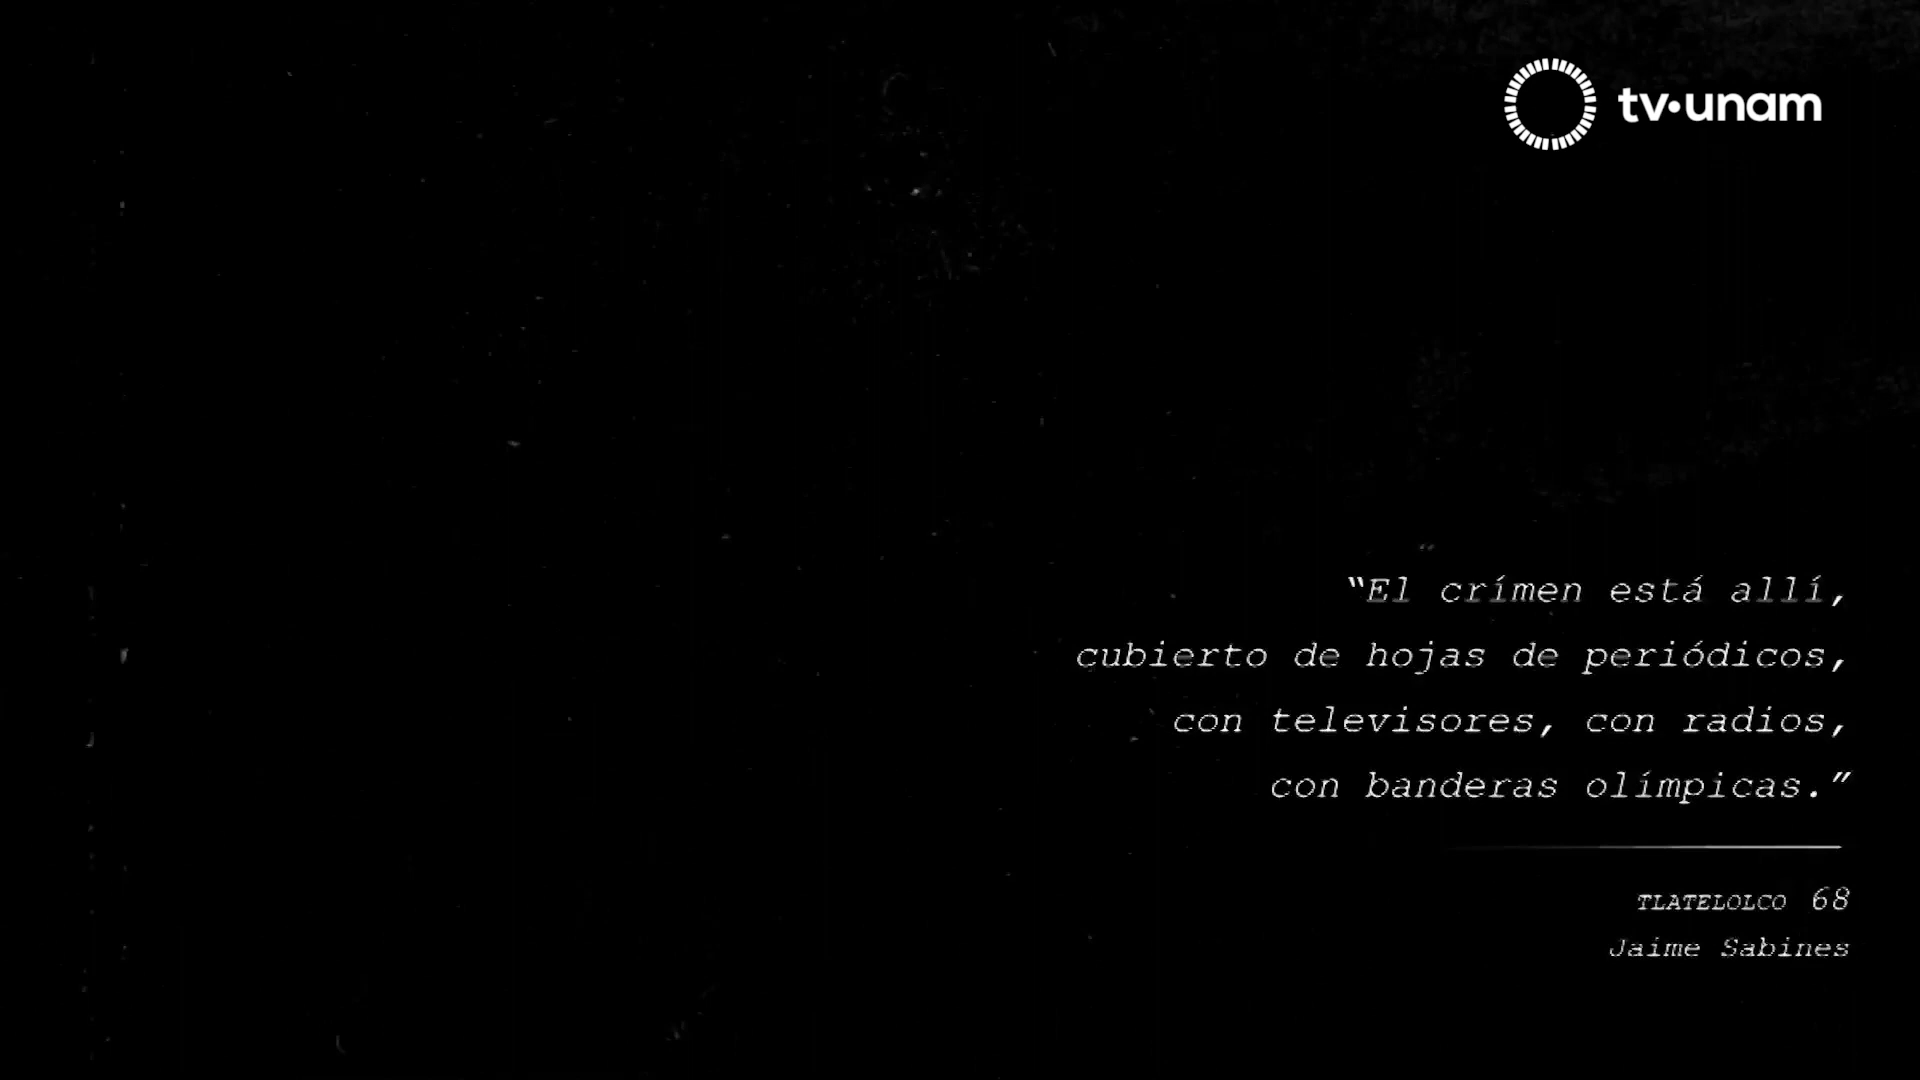 tv•unam
“El crímen está allí,
cubierto de hojas de periódicos,
con televisores, con radios,
con banderas olímpicas.”
TLATELOLCO 68
Jaime Sabines